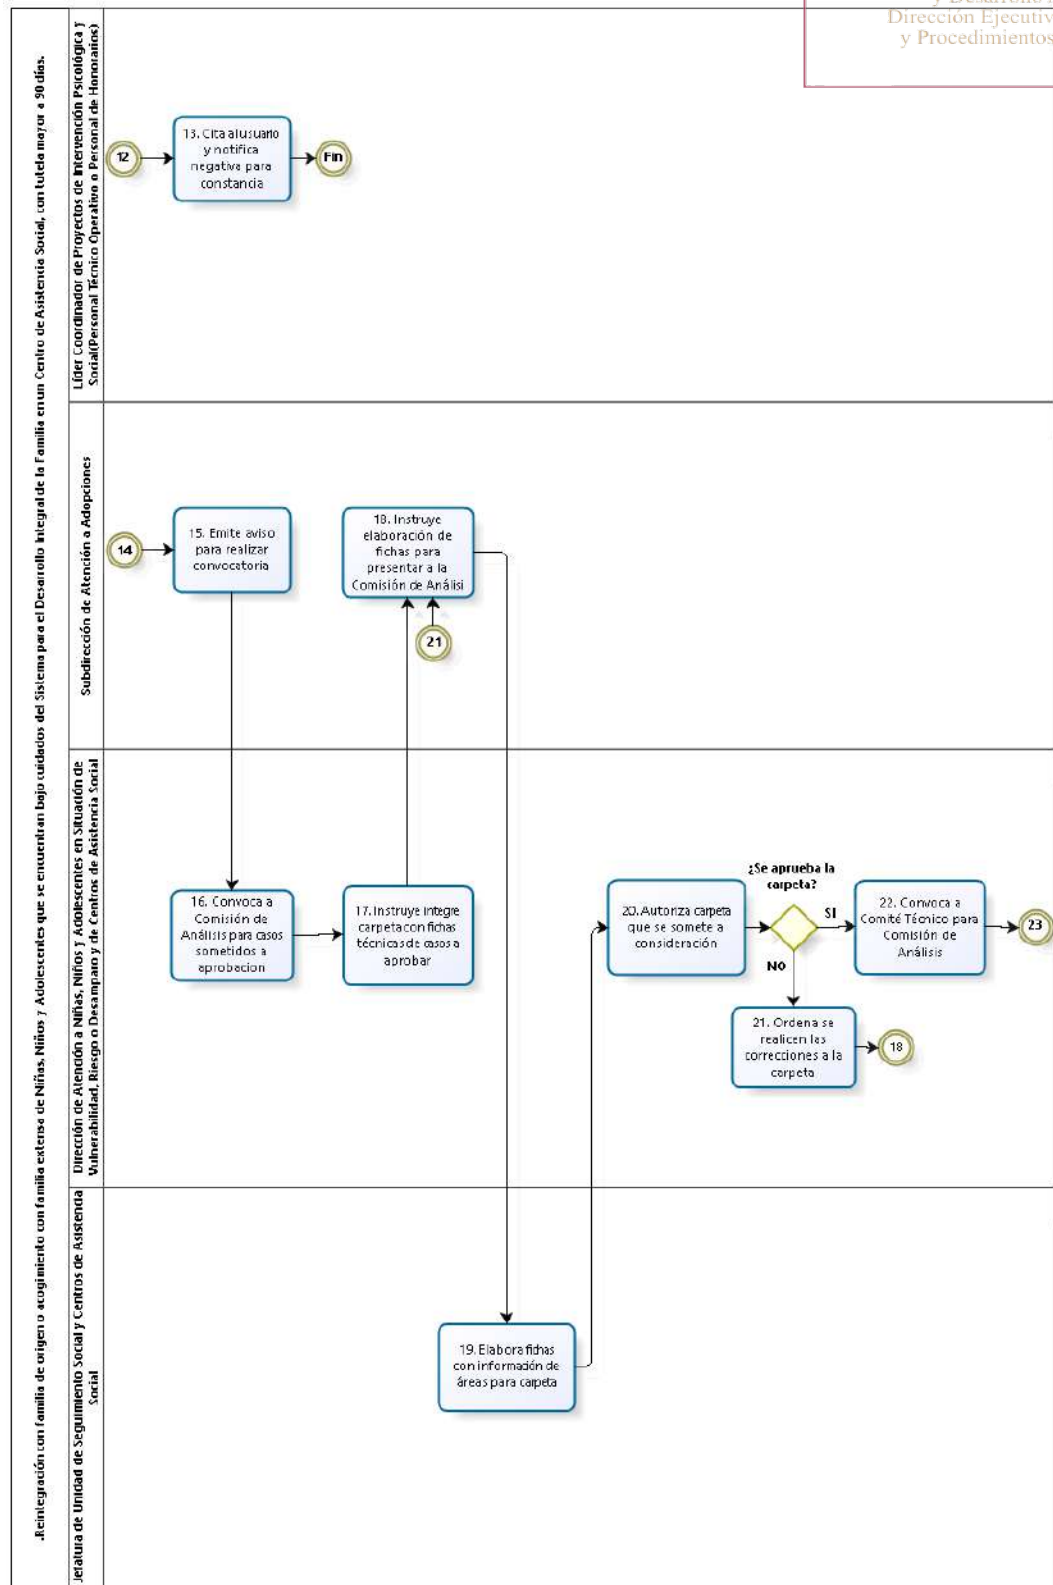 y Desarrollo
Dirección Ejecutiv
y Procedimientos
.Reintegración con familia de origen o acogimiento con familia extensa de Niñas, Niños y Adolescentes que se encuentran bajo cuidados del Sistema para el Desarrollo Integral de la Familia en un Centro de Asistencia Social, con tutela mayor a 90 días.
Líder Coordinador de Proyectos de Intervención Psicológica y
Social(Personal Técnico Operativo o Personal de Honorarios)
12
13. Cita al usuario
y notifica
negativa para
constancia
Fin
Subdirección de Atención a Adopciones
14
15. Emite aviso
para realizar
convocatoria
18. Instruye
elaboración de
fichas para
presentar a la
Comisión de Análisi
21
Dirección de Atención a Niñas, Niños y Adolescentes en Situación de
Vulnerabilidad, Riesgo o Desamparo y de Centros de Asistencia Social
16. Convoca a
Comisión de
Análisis para casos
sometidos a
aprobacion
17. Instruye integre
carpeta con fichas
técnicas de casos a
aprobar
20. Autoriza carpeta
que se somete a
consideración
¿Se aprueba la
carpeta?
SI
NO
22. Convoca a
Comité Técnico para
Comisión de
Análisis
23
21. Ordena se
realicen las
correcciones a la
carpeta
18
Jefatura de Unidad de Seguimiento Social y Centros de Asistencia
Social
19. Elabora fichas
con información de
áreas para carpeta